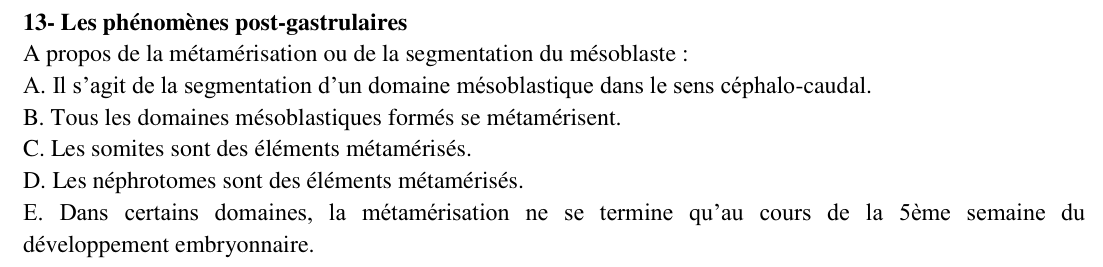 13- Les phénomènes post-gastrulaires
A propos de la métamérisation ou de la segmentation du mésoblaste :
A. Il s'agit de la segmentation d'un domaine mésoblastique dans le sens céphalo-caudal.
B. Tous les domaines mésoblastiques formés se métamérisent.
C. Les somites sont des éléments métamérisés.
D. Les néphrotomes sont des éléments métamérisés.
E. Dans certains domaines, la métamérisation ne se termine qu'au cours de la 5ème semaine du
développement embryonnaire.